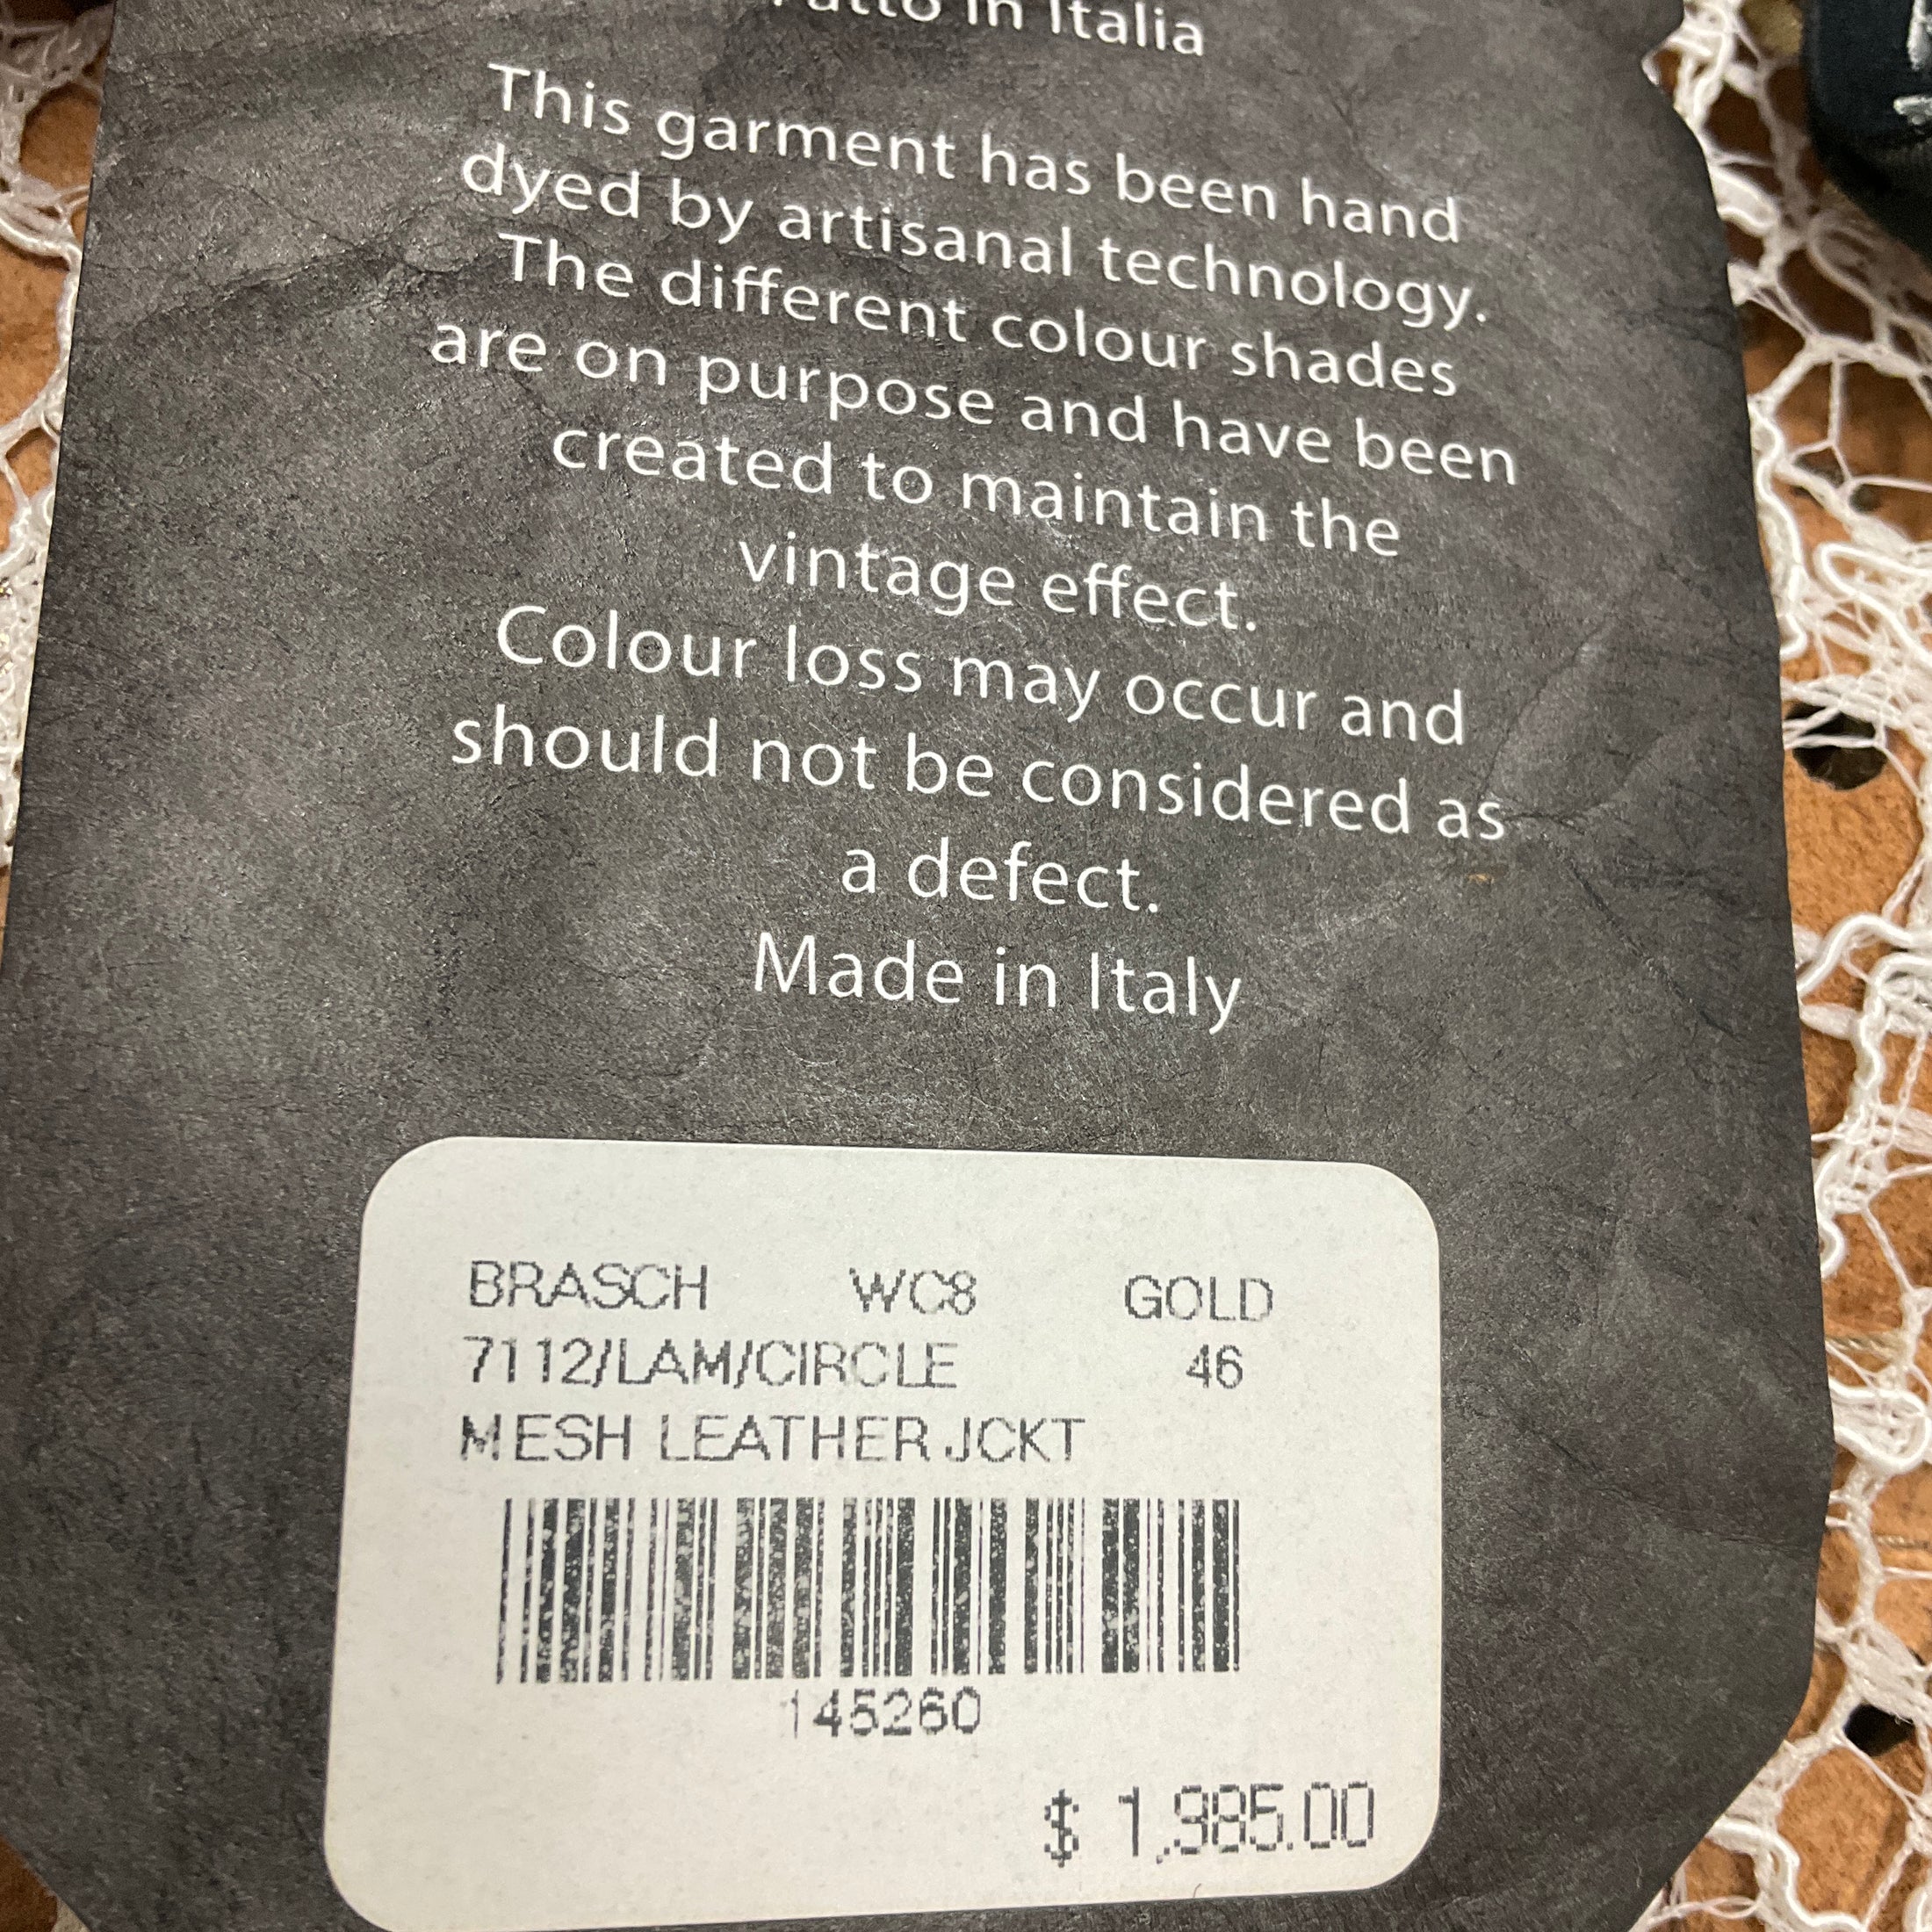 in Italia
This garment has been hand
dyed by artisanal technology.
The different colour shades
are on purpose and have been
created to maintain the
vintage effect.
Colour loss may occur and
should not be considered as
a defect.
Made in Italy
BRASCH WC8 GOLD
7112/LAM/CIRCLE 46
MESH LEATHER JCKT
145260
$ 1,985.00